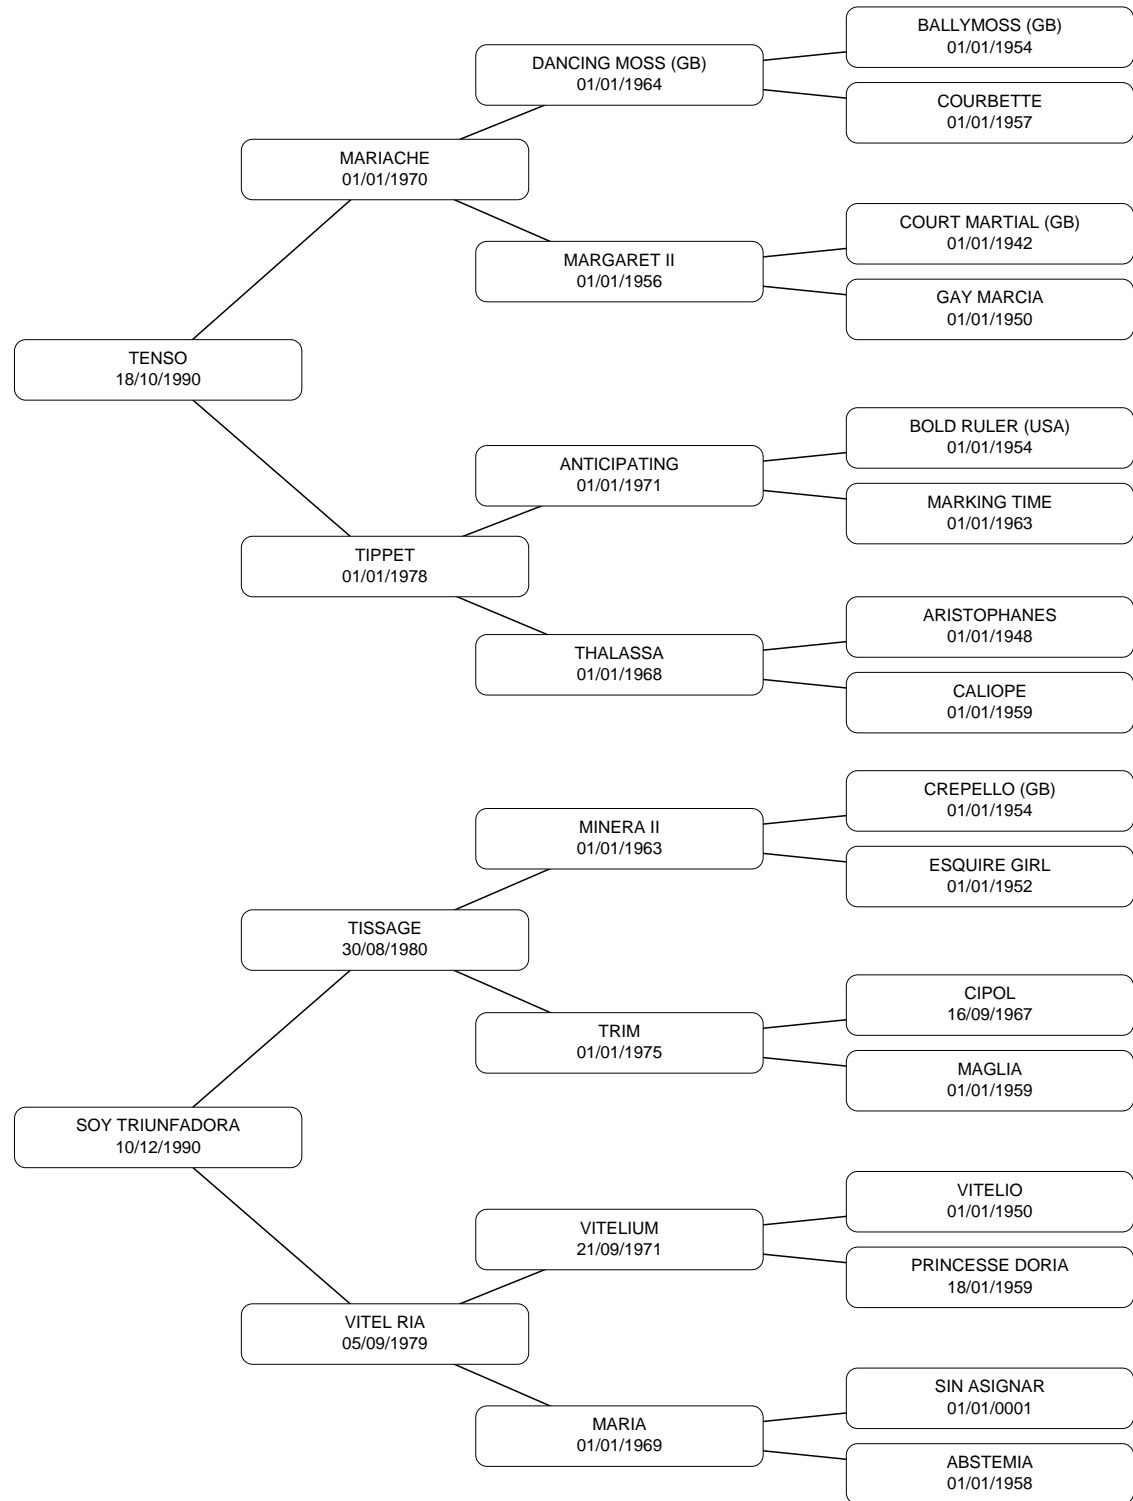 BALLYMOSS (GB)
01/01/1954
DANCING MOSS (GB)
01/01/1964
COURBETTE
01/01/1957
MARIACHE
01/01/1970
COURT MARTIAL (GB)
01/01/1942
MARGARET II
01/01/1956
GAY MARCIA
01/01/1950
TENSO
18/10/1990
BOLD RULER (USA)
01/01/1954
ANTICIPATING
01/01/1971
MARKING TIME
01/01/1963
TIPPET
01/01/1978
ARISTOPHANES
01/01/1948
THALASSA
01/01/1968
CALIOPE
01/01/1959
CREPELLO (GB)
01/01/1954
MINERA II
01/01/1963
ESQUIRE GIRL
01/01/1952
TISSAGE
30/08/1980
CIPOL
16/09/1967
TRIM
01/01/1975
MAGLIA
01/01/1959
SOY TRIUNFADORA
10/12/1990
VITELIO
01/01/1950
VITELIUM
21/09/1971
PRINCESSE DORIA
18/01/1959
VITEL RIA
05/09/1979
SIN ASIGNAR
01/01/0001
MARIA
01/01/1969
ABSTEMIA
01/01/1958